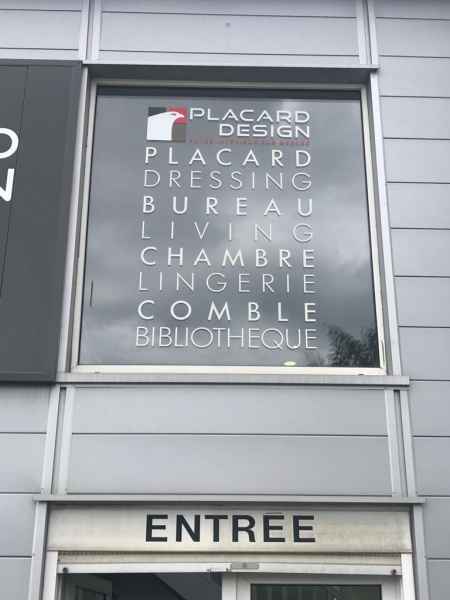 PLACARD
DESIGN
PLACARD
DRESSING
BUREAU
LIVING
CHAMBRE
LINGERIE
COMBLE
BIBLIOTHEQUE
ENTRÉE